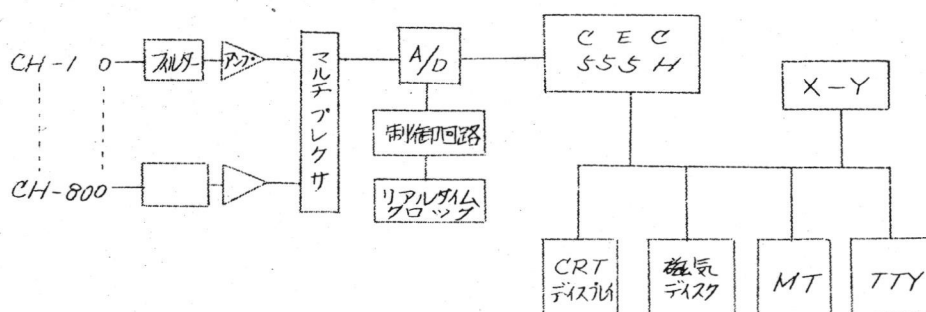 CH-1
フィルター
アンプ
マルチプレクサ
A/D
CEC
555H
X-Y
制御回路
リアルタイム
クロック
CH-800
CRT
ディスプレイ
磁気
ディスク
MT
TTY